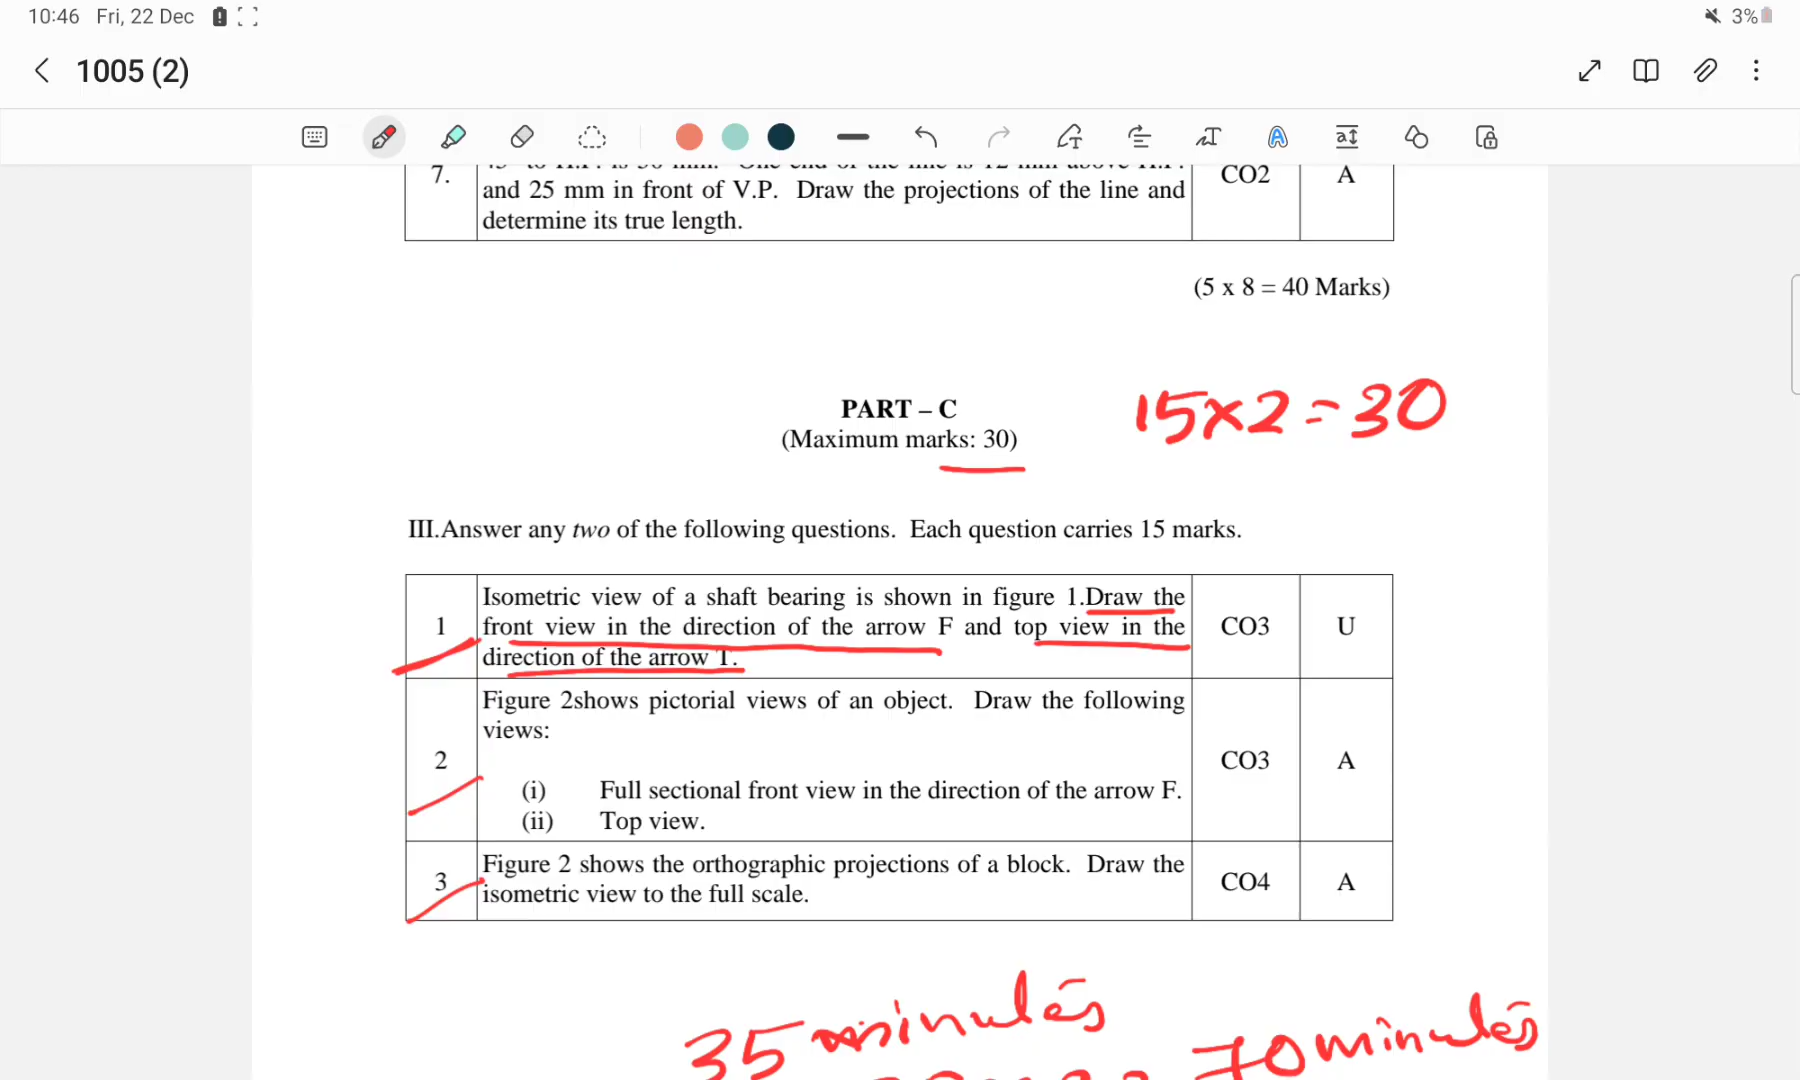 10:46 Fri, 22 Dec
3%
1005 (2)
7.
and 25 mm in front of V.P. Draw the projections of the line and
determine its true length.
CO2
A
(5 x 8 = 40 Marks)
PART – C
(Maximum marks: 30)
15×2=30
III.Answer any two of the following questions. Each question carries 15 marks.
1
Isometric view of a shaft bearing is shown in figure 1.Draw the
front view in the direction of the arrow F and top view in the
direction of the arrow T.
CO3
U
2
Figure 2shows pictorial views of an object. Draw the following
views:
(i) Full sectional front view in the direction of the arrow F.
(ii) Top view.
CO3
A
3
Figure 2 shows the orthographic projections of a block. Draw the
isometric view to the full scale.
CO4
A
35 minutes
70 minutes